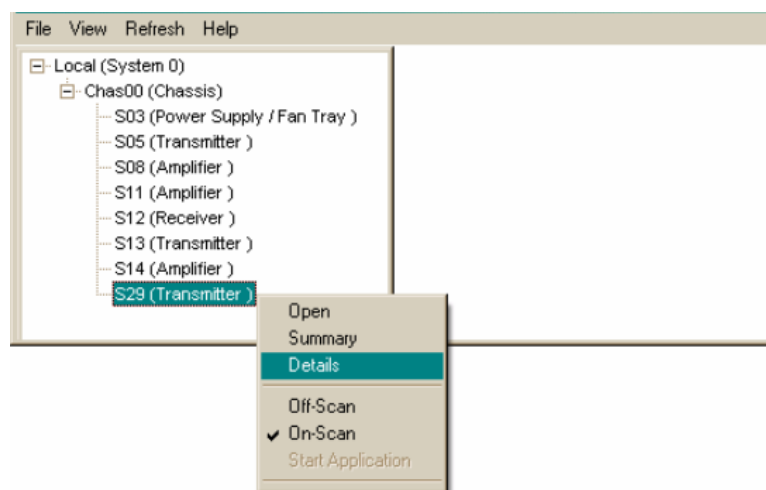 File View Refresh Help
Local (System 0)
Chas00 (Chassis)
S03 (Power Supply / Fan Tray )
S05 (Transmitter )
S08 (Amplifier )
S11 (Amplifier )
S12 (Receiver )
S13 (Transmitter )
S14 (Amplifier )
S29 (Transmitter )
Open
Summary
Details
Off-Scan
On-Scan
Start Application